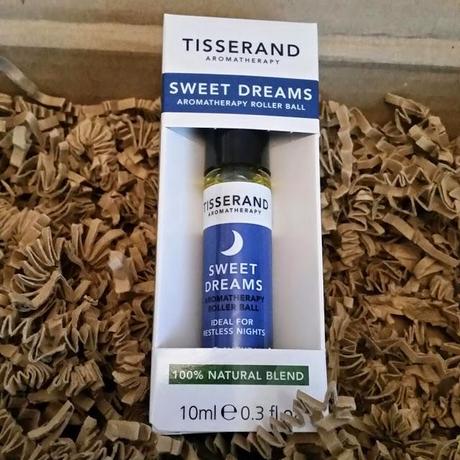 TISSERAND
AROMATHERAPY
SWEET DREAMS
AROMATHERAPY ROLLER BALL
TISSERAND
AROMATHERAPY
SWEET
DREAMS
AROMATHERAPY
ROLLER BALL
IDEAL FOR
RESTLESS NIGHTS
100% NATURAL BLEND
10ml ℮ 0.3 fl